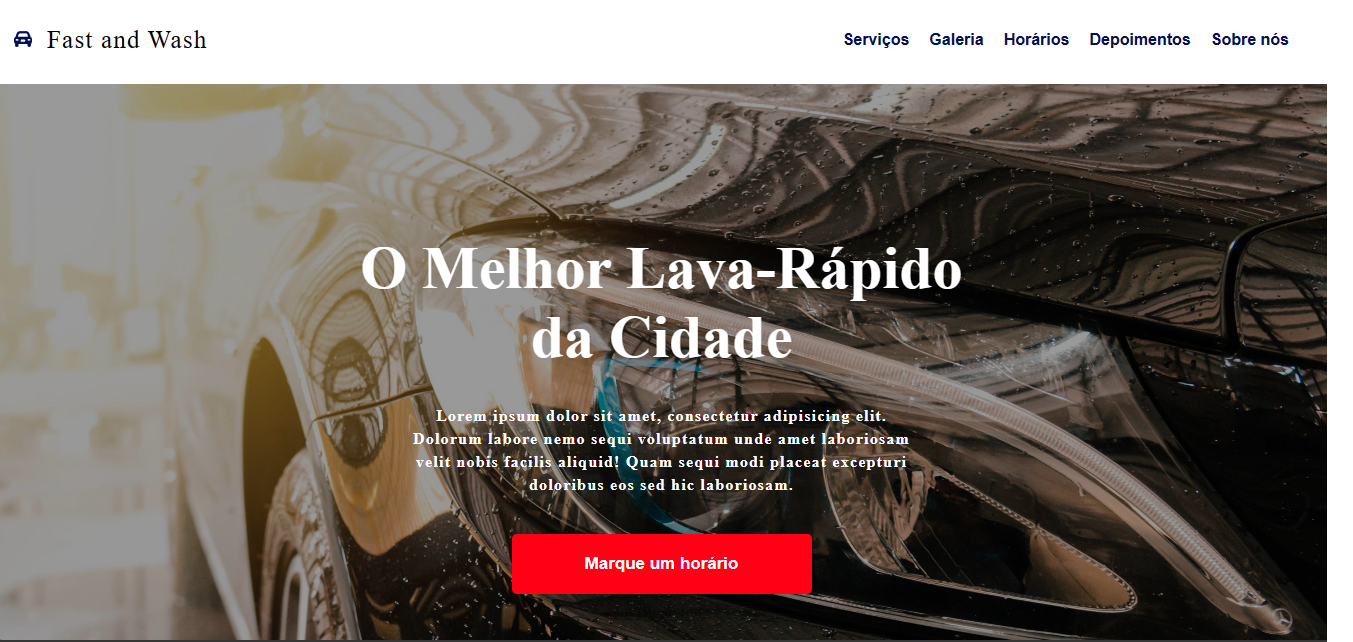 Fast and Wash
Serviços Galeria Horários Depoimentos Sobre nós
O Melhor Lava-Rápido
da Cidade
Lorem ipsum dolor sit amet, consectetur adipisicing elit.
Dolorum labore nemo sequi voluptatum unde amet laboriosam
velit nobis facilis aliquid! Quam sequi modi placeat excepturi
doloribus eos sed hic laboriosam.
Marque um horário